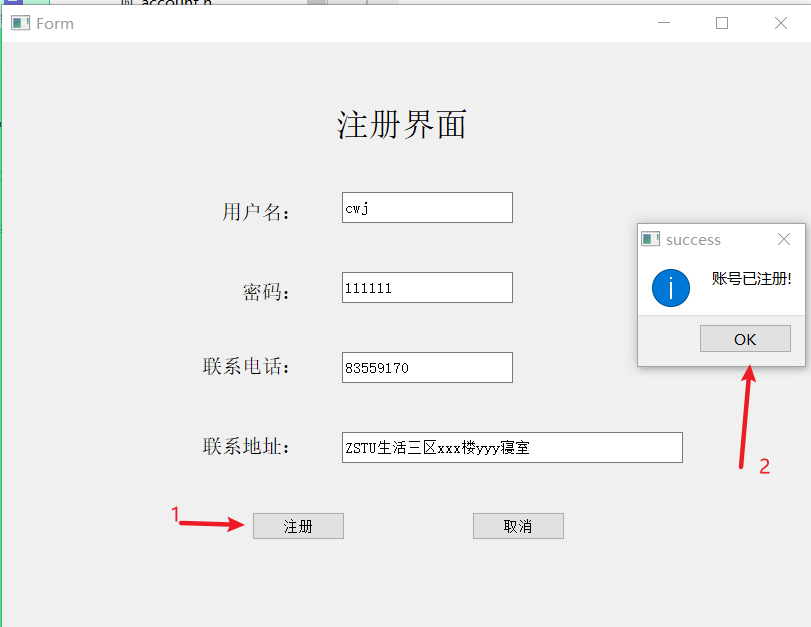 account.h
Form
注册界面
用户名：
cwj
密码：
111111
联系电话：
83559170
联系地址：
ZSTU生活三区xxx楼yyy寝室
1
注册
取消
success
账号已注册!
OK
2